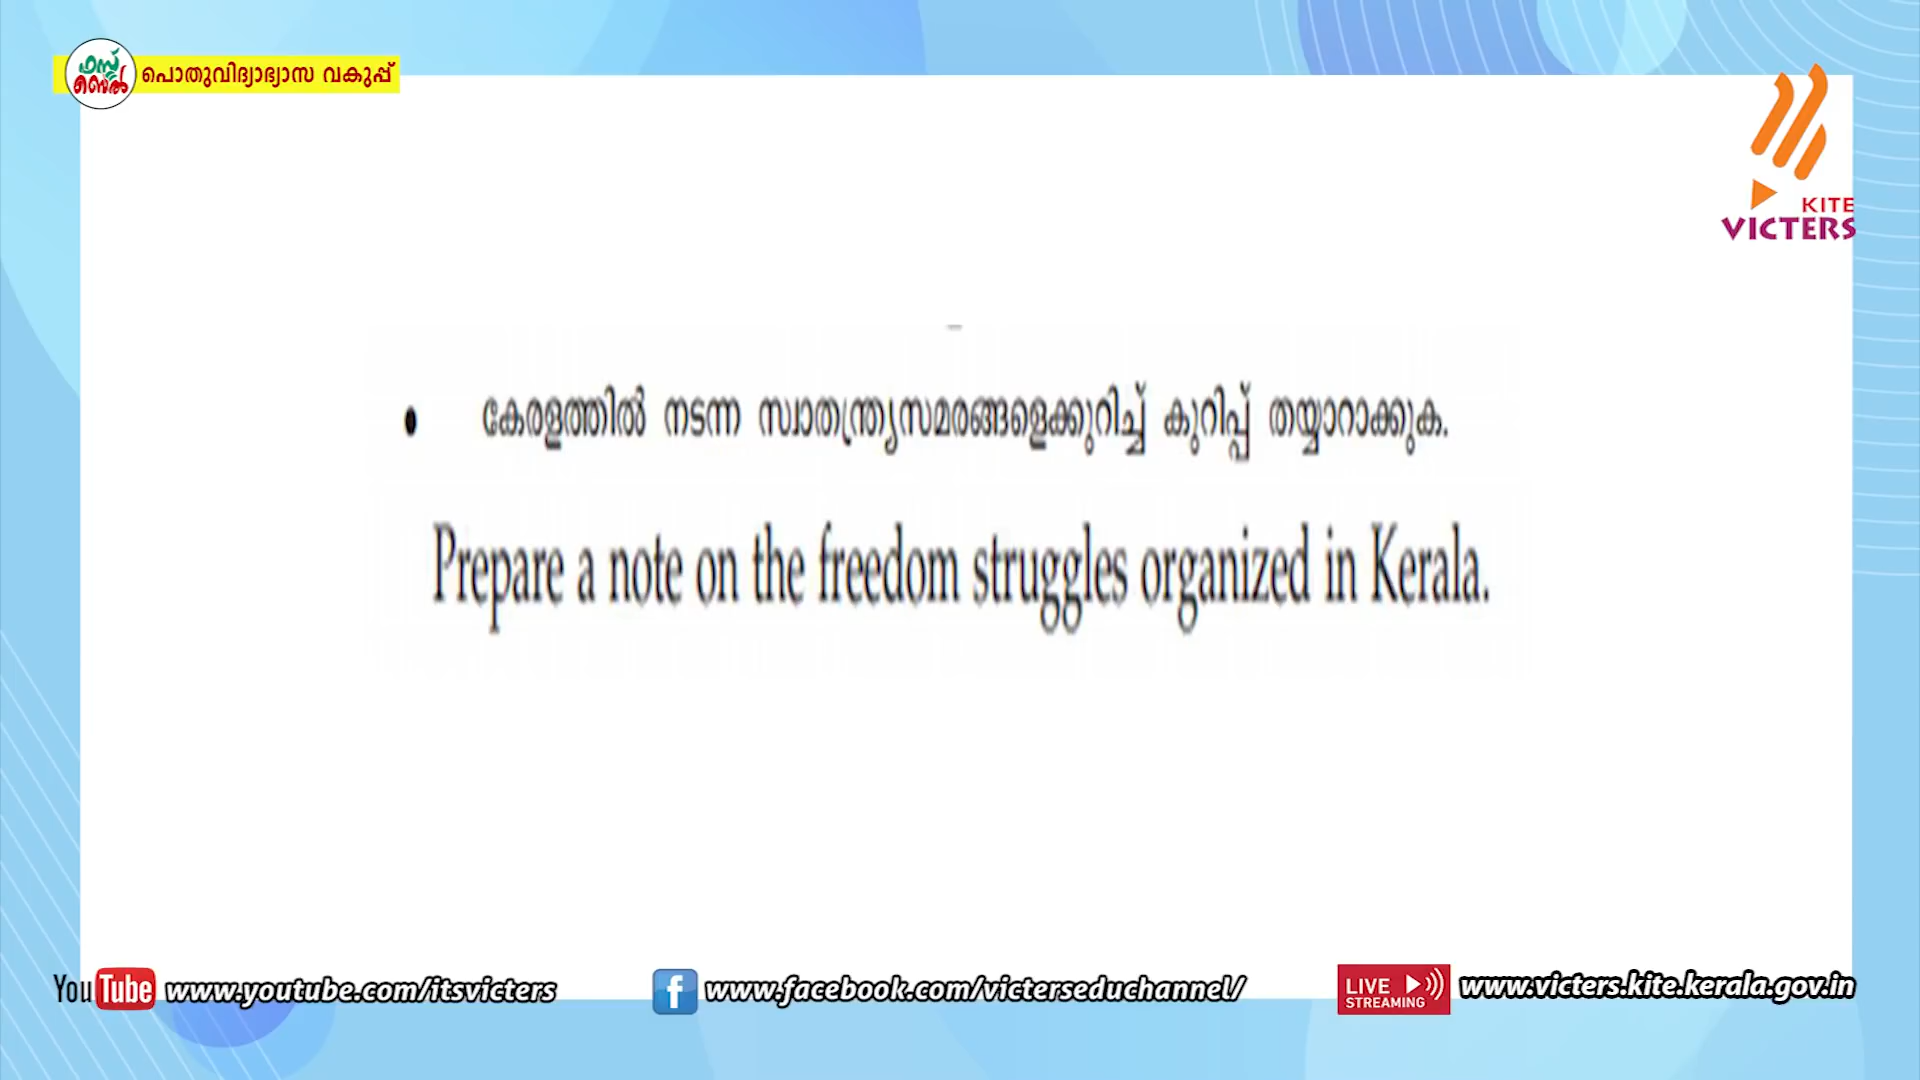 ഫസ്റ്റ്
ബെൽ
പൊതുവിദ്യാഭ്യാസ വകുപ്പ്
KITE
VICTERS
• കേരളത്തിൽ നടന്ന സ്വാതന്ത്ര്യസമരങ്ങളെക്കുറിച്ച് കുറിപ്പ് തയ്യാറാക്കുക.
Prepare a note on the freedom struggles organized in Kerala.
YouTube www.youtube.com/itsvicters
f www.facebook.com/victerseduchannel/
LIVE STREAMING www.victers.kite.kerala.gov.in